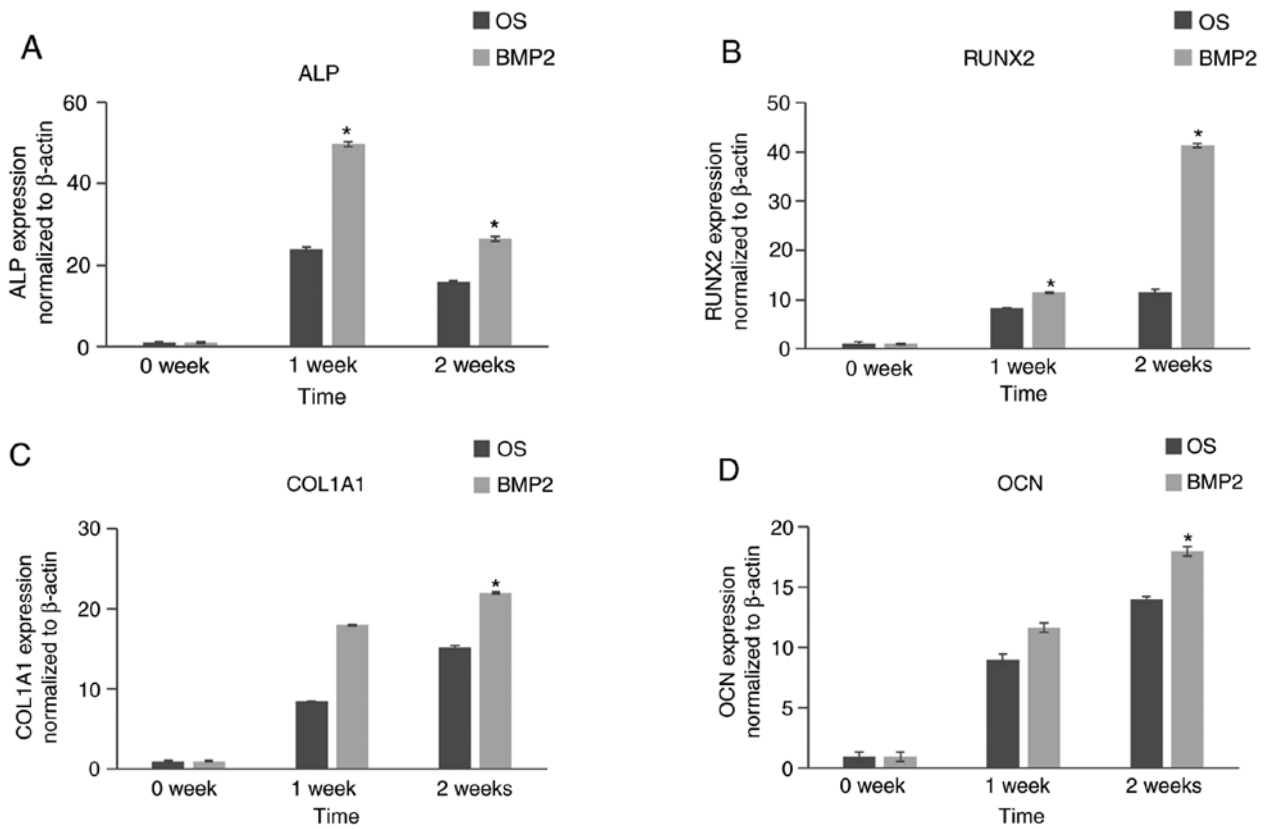 A
ALP
OS
BMP2
ALP expression
normalized to β-actin
60
*
40
*
20
0
0 week
1 week
2 weeks
Time
B
RUNX2
OS
BMP2
RUNX2 expression
normalized to β-actin
50
*
40
30
20
*
10
0
0 week
1 week
2 weeks
Time
C
COL1A1
OS
BMP2
COL1A1 expression
normalized to β-actin
30
*
20
10
0
0 week
1 week
2 weeks
Time
D
OCN
OS
BMP2
OCN expression
normalized to β-actin
20
*
15
10
5
0
0 week
1 week
2 weeks
Time